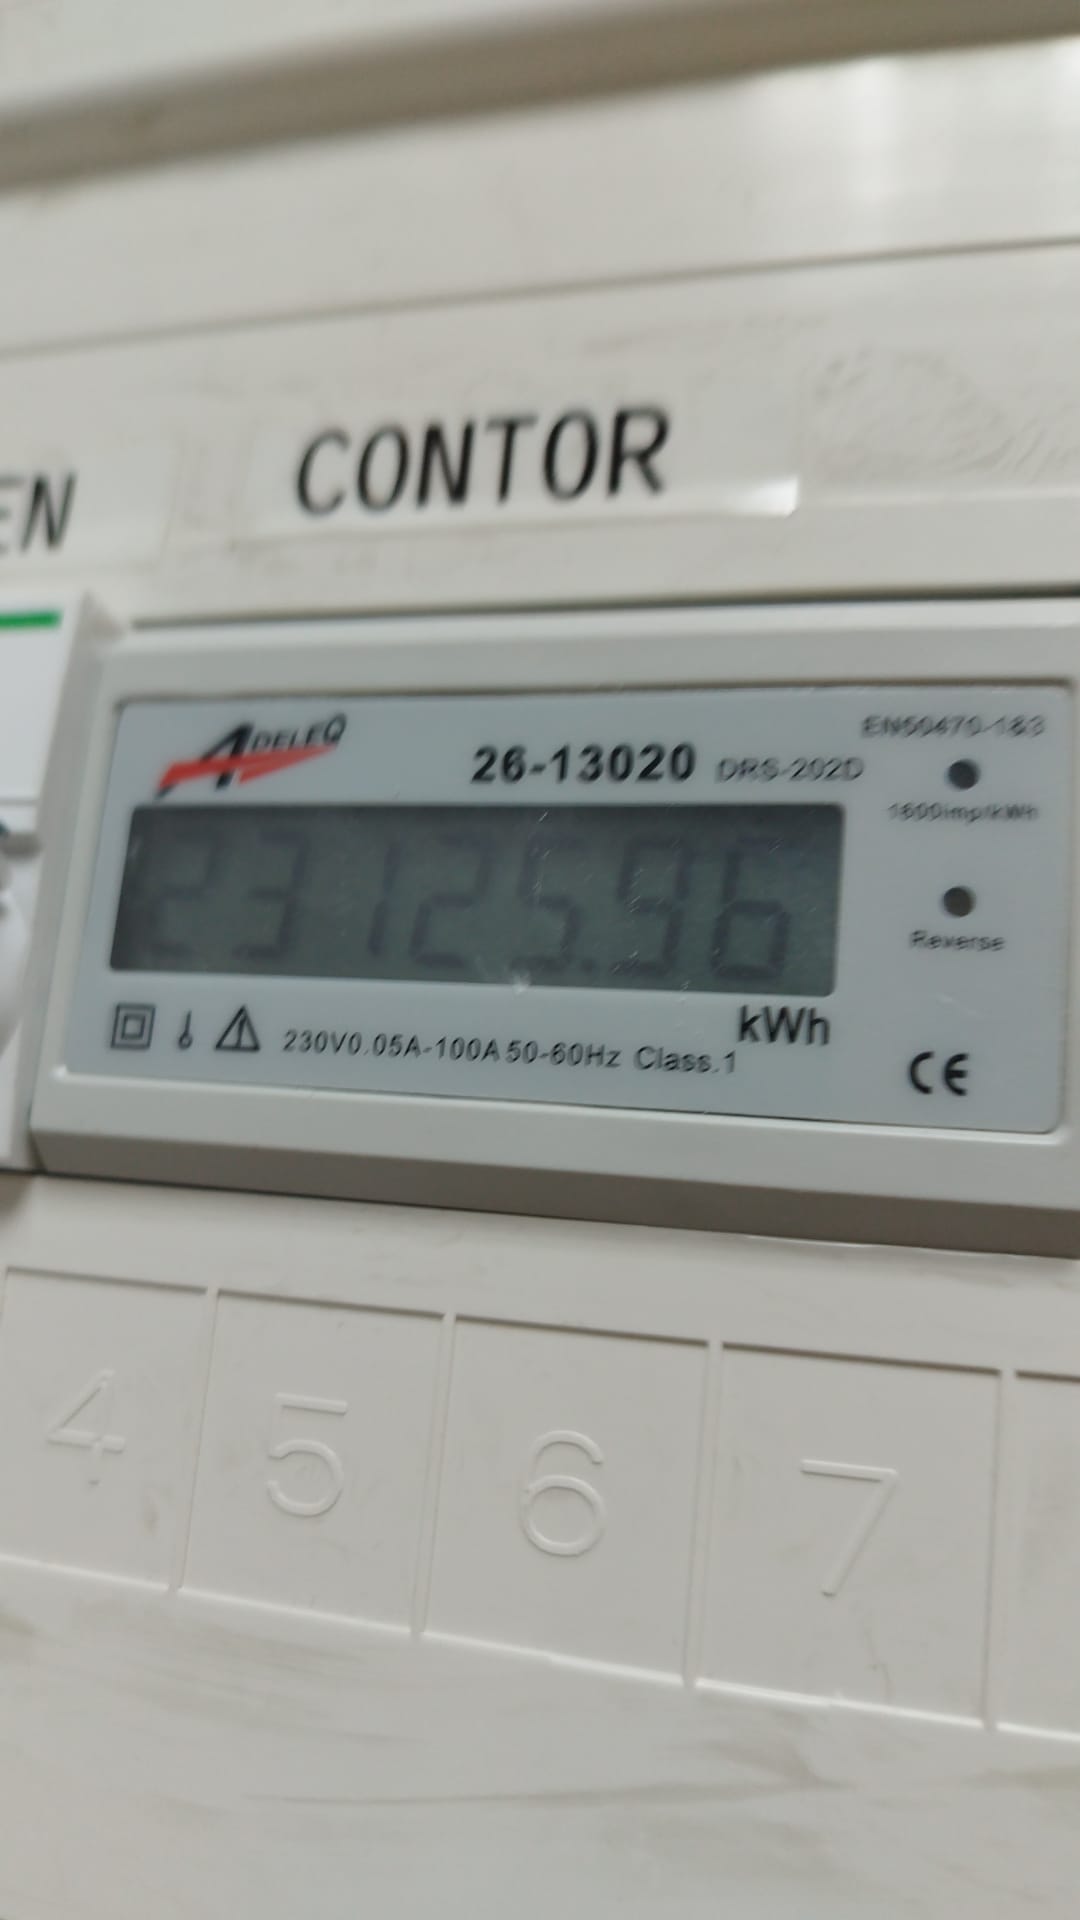 EN
CONTOR
ADELEQ
26-13020 DRS-202D
EN50470-1&3
1600imp/kWh
23125.96
Reverse
kWh
230V0.05A-100A 50-60Hz Class.1
CE
4 5 6 7